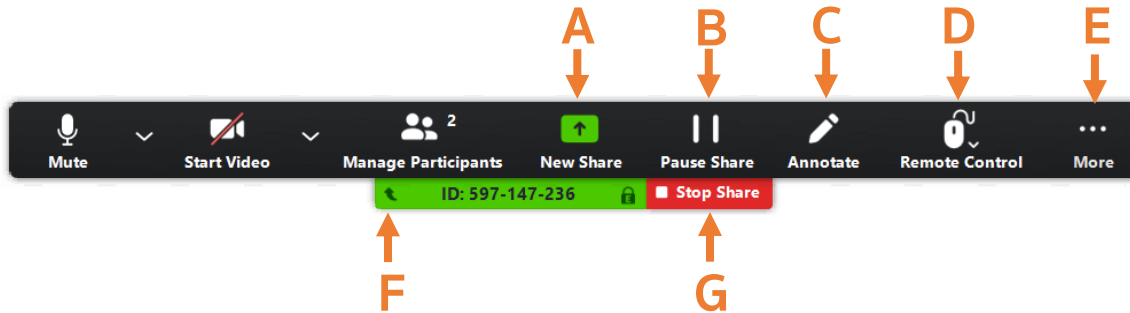 A B C D E
2
Mute Start Video Manage Participants New Share Pause Share Annotate Remote Control More
ID: 597-147-236 E Stop Share
F G